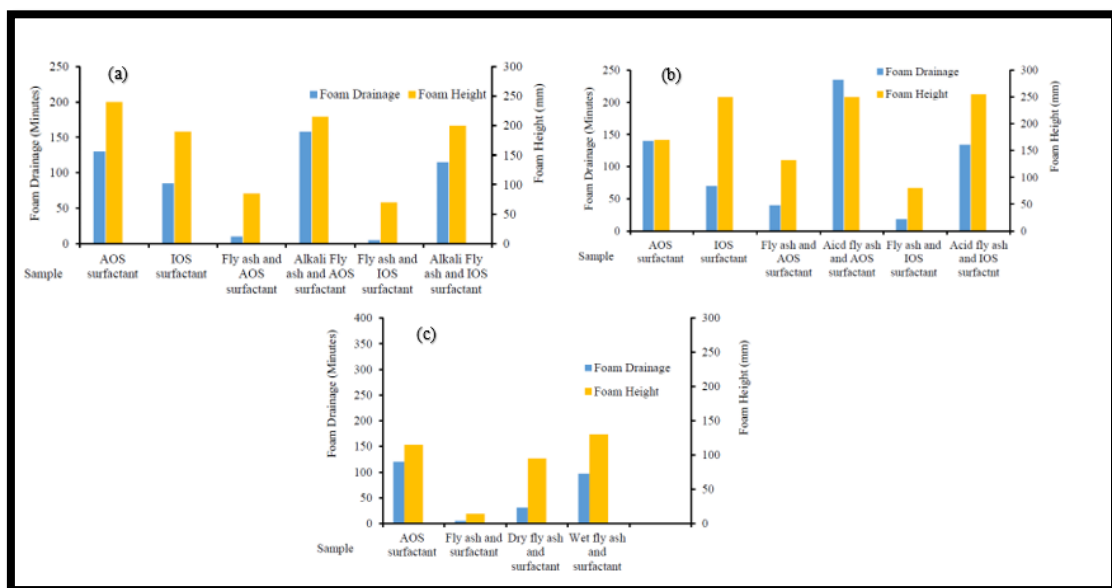 (a)
Foam Drainage
Foam Height
Foam Drainage (Minutes)
250
200
150
100
50
0
300
250
200
150
100
50
0
Foam Height (mm)
Sample
AOS
surfactant
IOS
surfactant
Fly ash and
AOS
surfactant
Alkali Fly
ash and AOS
surfactant
Fly ash and
IOS
surfactant
Alkali Fly
ash and IOS
surfactant
(b)
Foam Drainage
Foam Height
Foam Drainage (Minutes)
250
200
150
100
50
0
300
250
200
150
100
50
0
Foam Height (mm)
Sample
AOS
surfactant
IOS
surfactant
Fly ash and
AOS
surfactant
Aicd fly ash
and AOS
surfactant
Fly ash and
IOS
surfactant
Acid fly ash
and IOS
surfactnt
(c)
Foam Drainage
Foam Height
Foam Drainage (Minutes)
400
350
300
250
200
150
100
50
0
300
250
200
150
100
50
0
Foam Height (mm)
Sample
AOS
surfactant
Fly ash and
surfactant
Dry fly ash
and
surfactant
Wet fly ash
and
surfactant